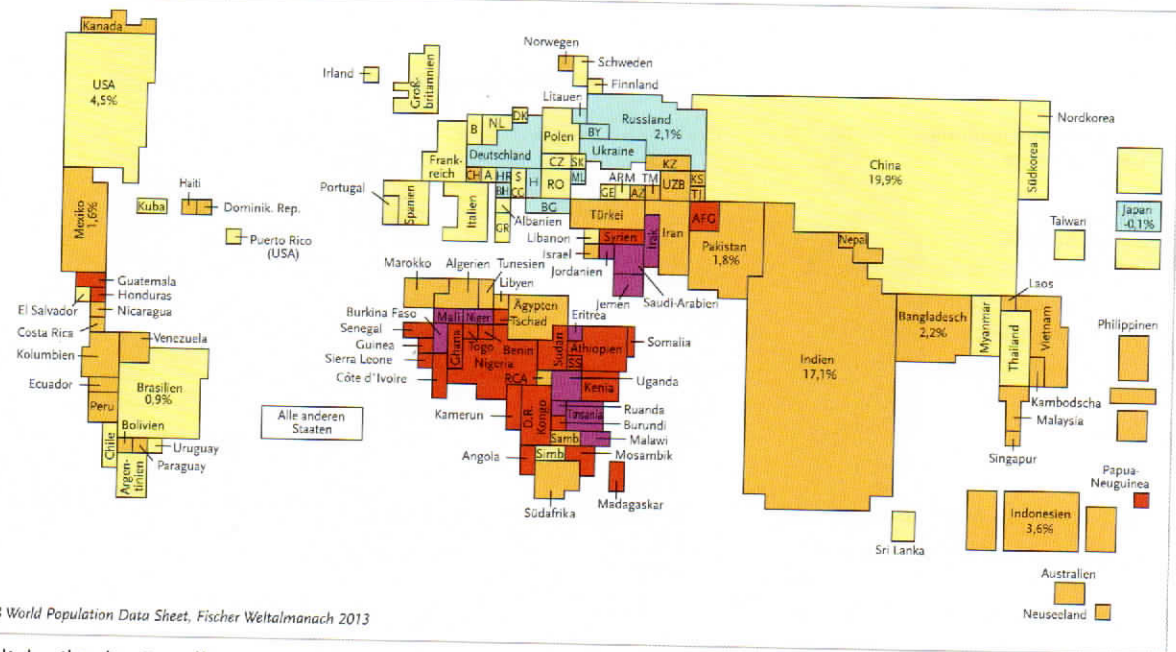 Kanada
USA
4,5%
Mexiko
1,6%
Haiti
Kuba
Dominik. Rep.
Puerto Rico
(USA)
Guatemala
Honduras
El Salvador
Nicaragua
Costa Rica
Venezuela
Kolumbien
Ecuador
Brasilien
0,9%
Peru
Bolivien
Chile
Uruguay
Paraguay
Argen-
tinien
Alle anderen
Staaten
Irland
Groß-
britannien
Norwegen
Schweden
Finnland
Litauer
DK
B
NL
Polen
BY
Russland
2,1%
Deutschland
Ukraine
Frank-
reich
CZ
SK
KZ
CH
A
HR
S
H
RO
ML
ARM
TM
UZB
KS
BH
CC
GE
AZ
TJ
Portugal
Spanien
Italien
BG
Albanien
GR
Türkei
AFG
Libanon
Syrien
Irak
Iran
Israel
Jordanien
Jemen
Saudi-Arabien
Pakistan
1,8%
Nepal
China
19,9%
Nordkorea
Südkorea
Taiwan
Japan
-0,1%
Marokko
Algerien
Tunesien
Libyen
Ägypten
Burkina Faso
Mali
Niger
Tschad
Eritrea
Senegal
Guinea
Ghana
Togo
Benin
Sudan
Äthiopien
Somalia
Sierra Leone
Nigeria
SS
Côte d'Ivoire
RCA
Uganda
Kenia
Kamerun
D.R.
Kongo
Ruanda
Tansania
Burundi
Samb
Malawi
Angola
Simb
Mosambik
Südafrika
Madagaskar
Indien
17,1%
Bangladesch
2,2%
Myanmar
Laos
Thailand
Vietnam
Philippinen
Kambodscha
Malaysia
Singapur
Papua-
Neuguinea
Indonesien
3,6%
Sri Lanka
Australien
Neuseeland
World Population Data Sheet, Fischer Weltalmanach 2013